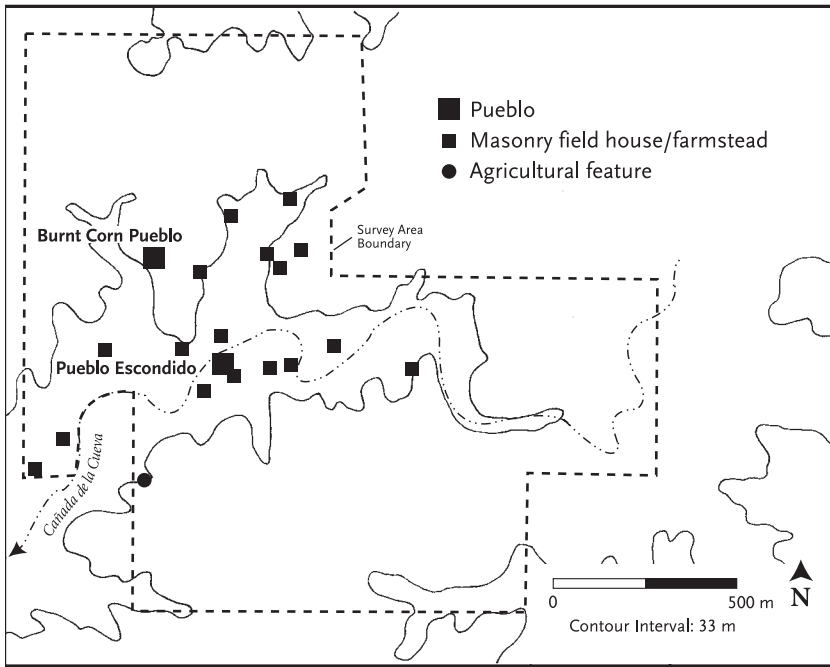 Pueblo
Masonry field house/farmstead
Agricultural feature
Burnt Corn Pueblo
Survey Area
Boundary
Pueblo Escondido
Cañada de la Cueva
0
500 m
N
Contour Interval: 33 m